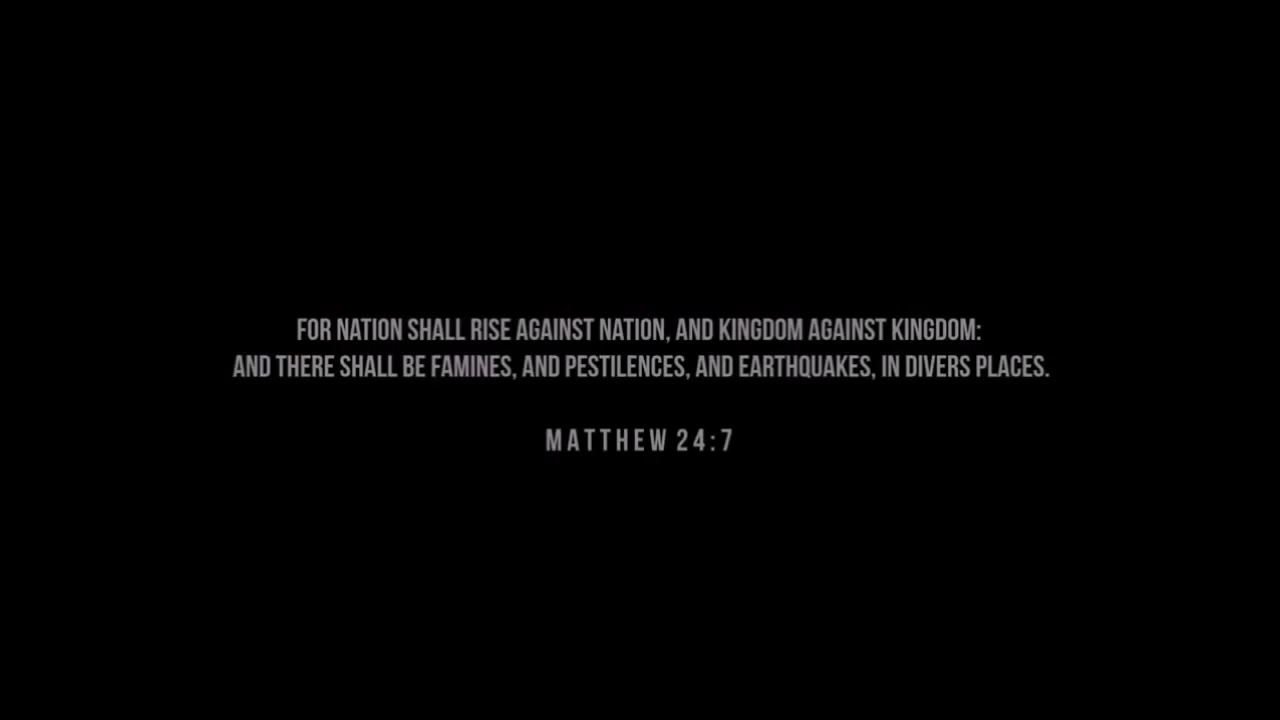 FOR NATION SHALL RISE AGAINST NATION, AND KINGDOM AGAINST KINGDOM:
AND THERE SHALL BE FAMINES, AND PESTILENCES, AND EARTHQUAKES, IN DIVERS PLACES.
MATTHEW 24:7